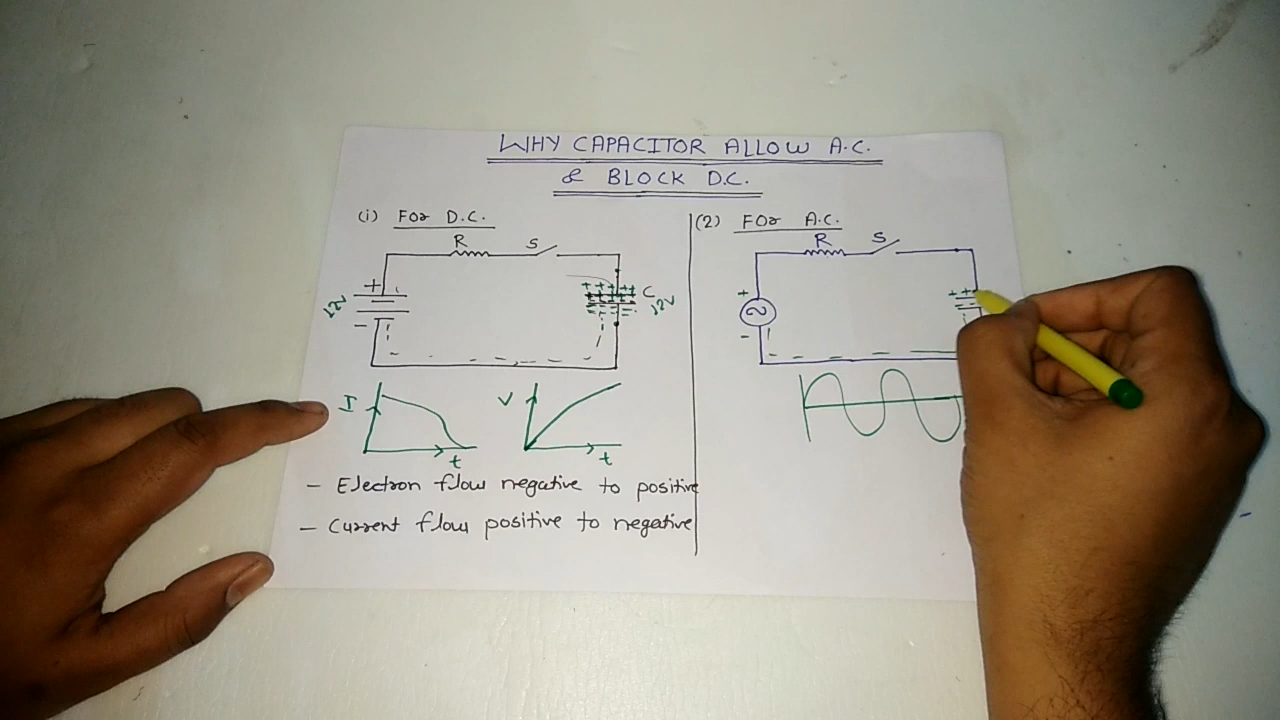 WHY CAPACITOR ALLOW A.C.
& BLOCK D.C.
(i) FOR D.C.
R S
+
12V
-
C
12V
I
t
V
t
- Electron flow negative to positive
- Current flow positive to negative
(2) FOR A.C.
R S
+
~
-